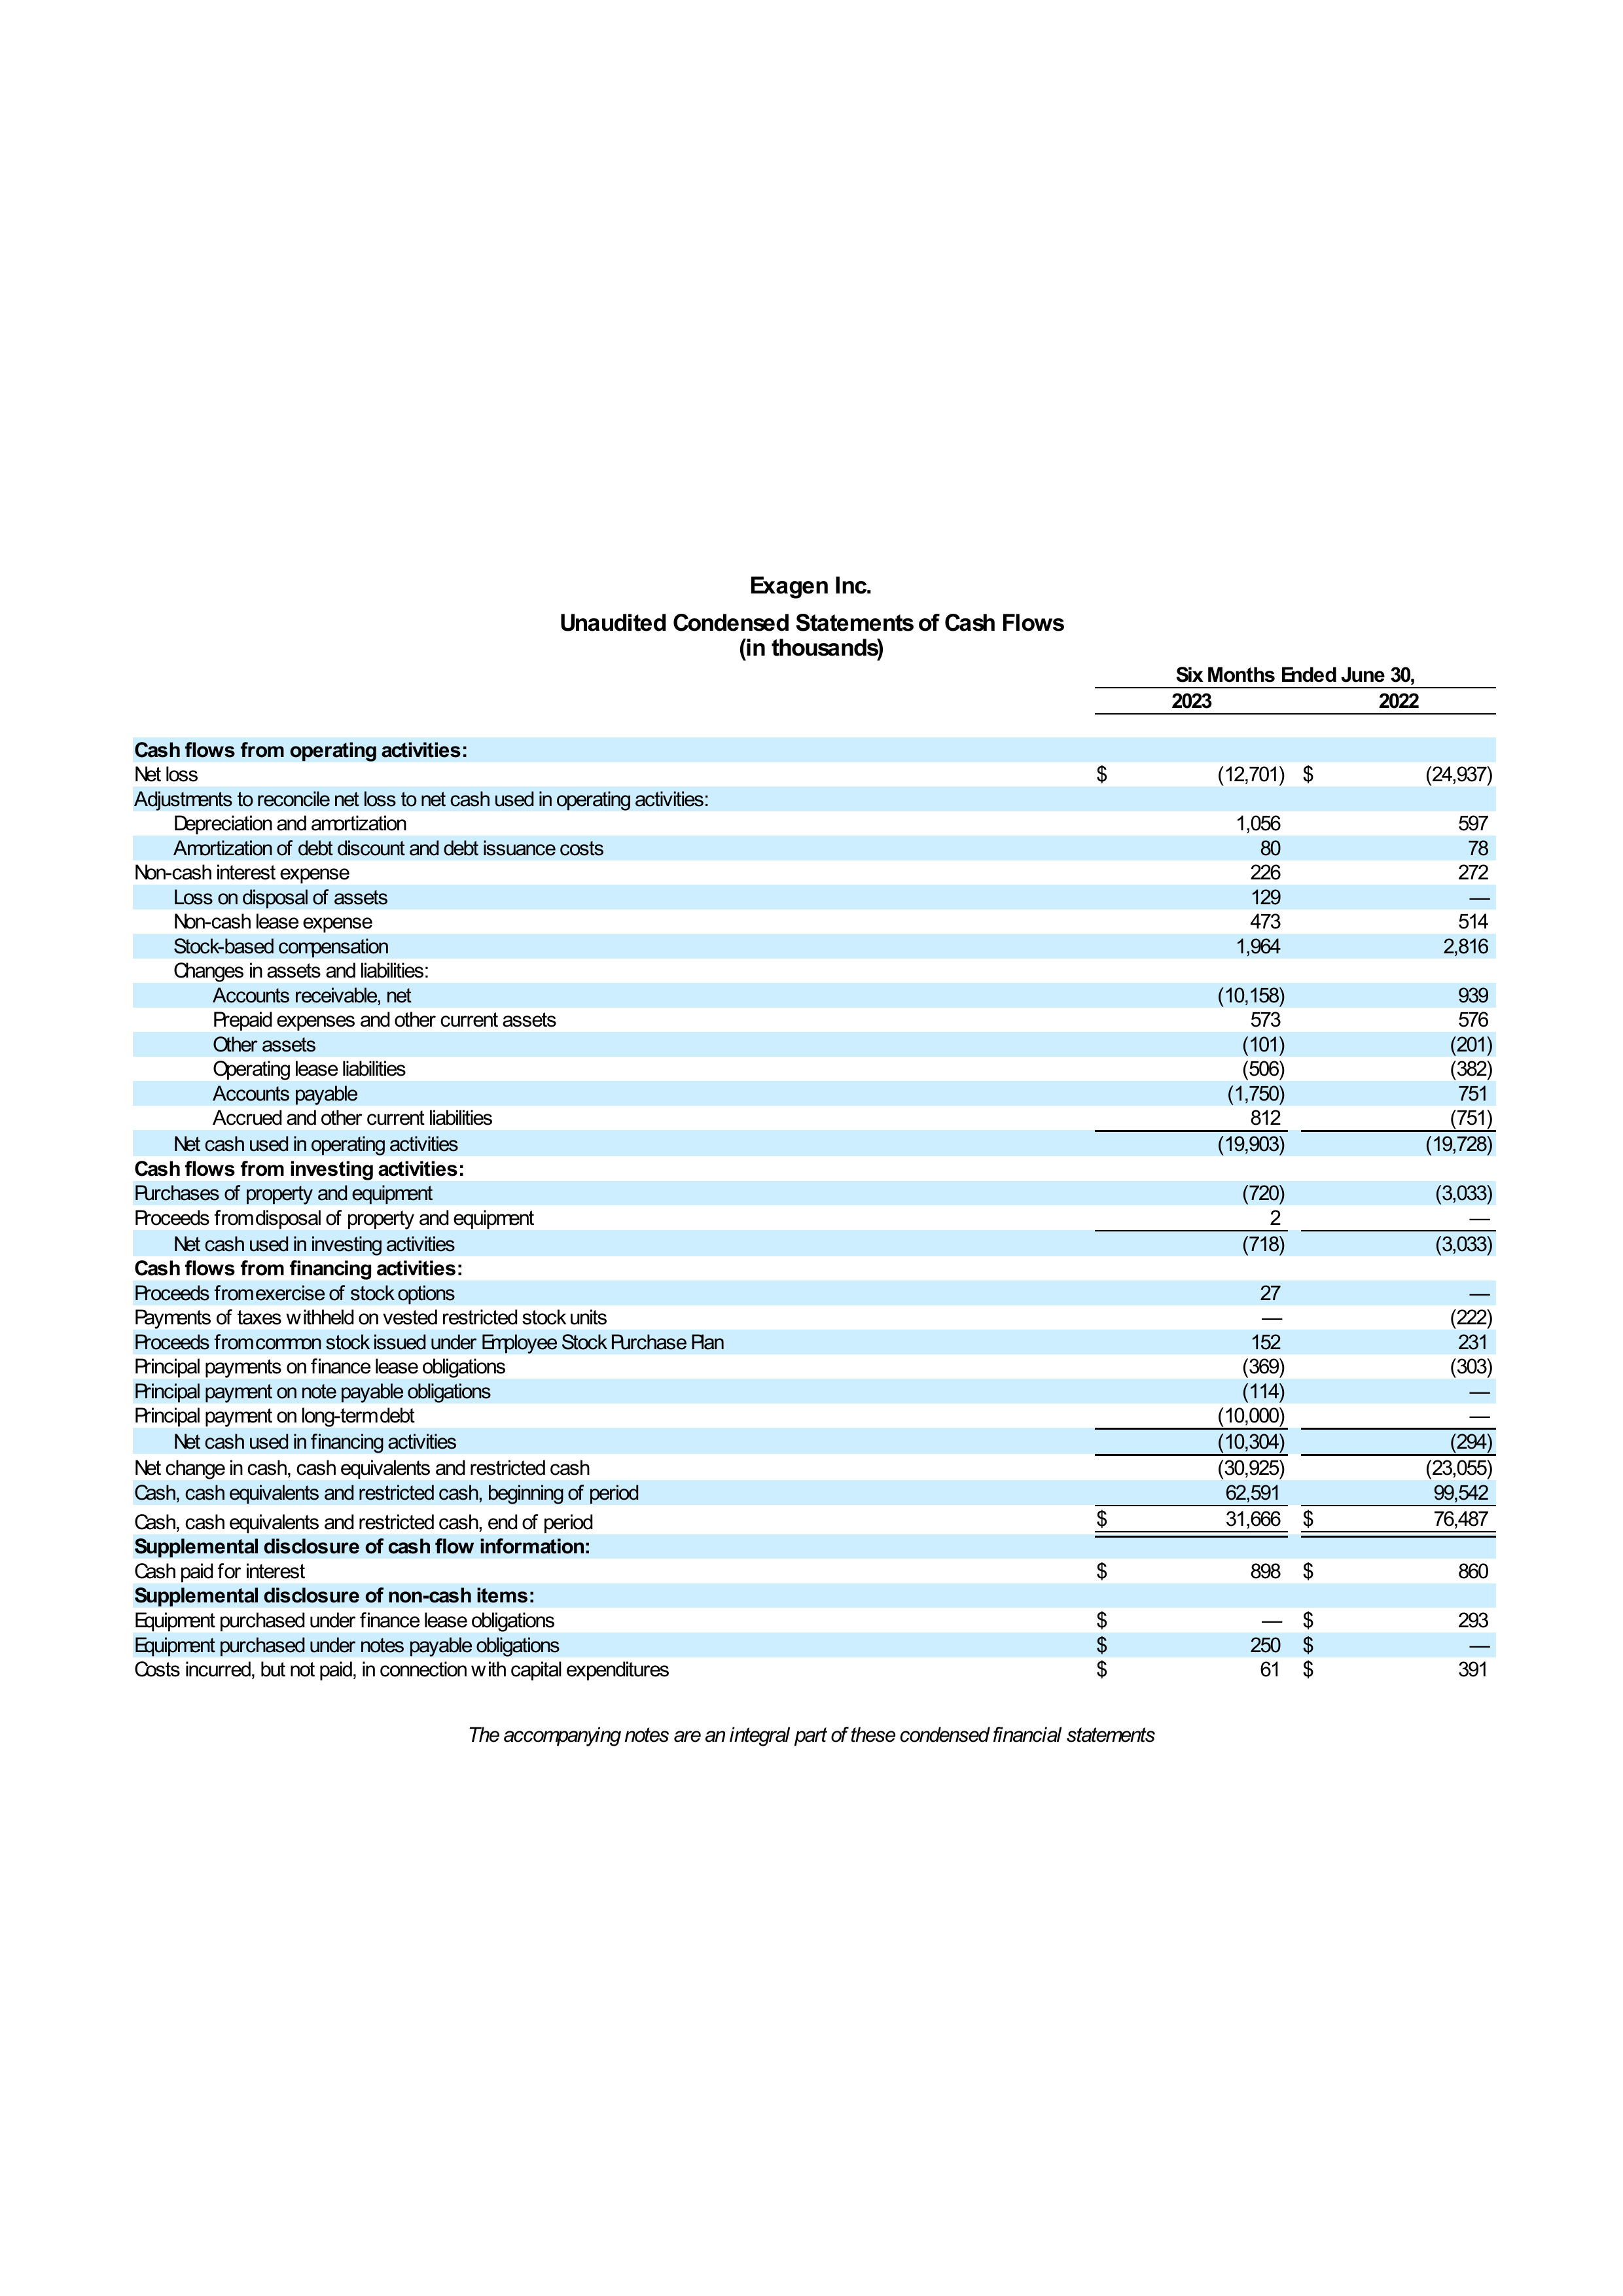 Exagen Inc.
Unaudited Condensed Statements of Cash Flows
(in thousands)
Six Months Ended June 30,
2023 2022
Cash flows from operating activities:
Net loss $ (12,701) $ (24,937)
Adjustments to reconcile net loss to net cash used in operating activities:
Depreciation and amortization 1,056 597
Amortization of debt discount and debt issuance costs 80 78
Non-cash interest expense 226 272
Loss on disposal of assets 129 —
Non-cash lease expense 473 514
Stock-based compensation 1,964 2,816
Changes in assets and liabilities:
Accounts receivable, net (10,158) 939
Prepaid expenses and other current assets 573 576
Other assets (101) (201)
Operating lease liabilities (506) (382)
Accounts payable (1,750) 751
Accrued and other current liabilities 812 (751)
Net cash used in operating activities (19,903) (19,728)
Cash flows from investing activities:
Purchases of property and equipment (720) (3,033)
Proceeds from disposal of property and equipment 2 —
Net cash used in investing activities (718) (3,033)
Cash flows from financing activities:
Proceeds from exercise of stock options 27 —
Payments of taxes withheld on vested restricted stock units — (222)
Proceeds from common stock issued under Employee Stock Purchase Plan 152 231
Principal payments on finance lease obligations (369) (303)
Principal payment on note payable obligations (114) —
Principal payment on long-term debt (10,000) —
Net cash used in financing activities (10,304) (294)
Net change in cash, cash equivalents and restricted cash (30,925) (23,055)
Cash, cash equivalents and restricted cash, beginning of period 62,591 99,542
Cash, cash equivalents and restricted cash, end of period $ 31,666 $ 76,487
Supplemental disclosure of cash flow information:
Cash paid for interest $ 898 $ 860
Supplemental disclosure of non-cash items:
Equipment purchased under finance lease obligations $ — $ 293
Equipment purchased under notes payable obligations $ 250 $ —
Costs incurred, but not paid, in connection with capital expenditures $ 61 $ 391
The accompanying notes are an integral part of these condensed financial statements